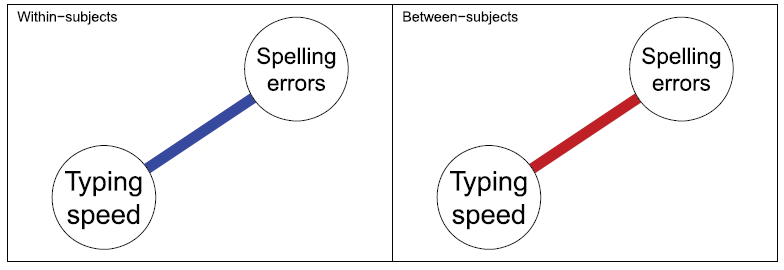 Within−subjects
Spelling
errors
Typing
speed
Between−subjects
Spelling
errors
Typing
speed